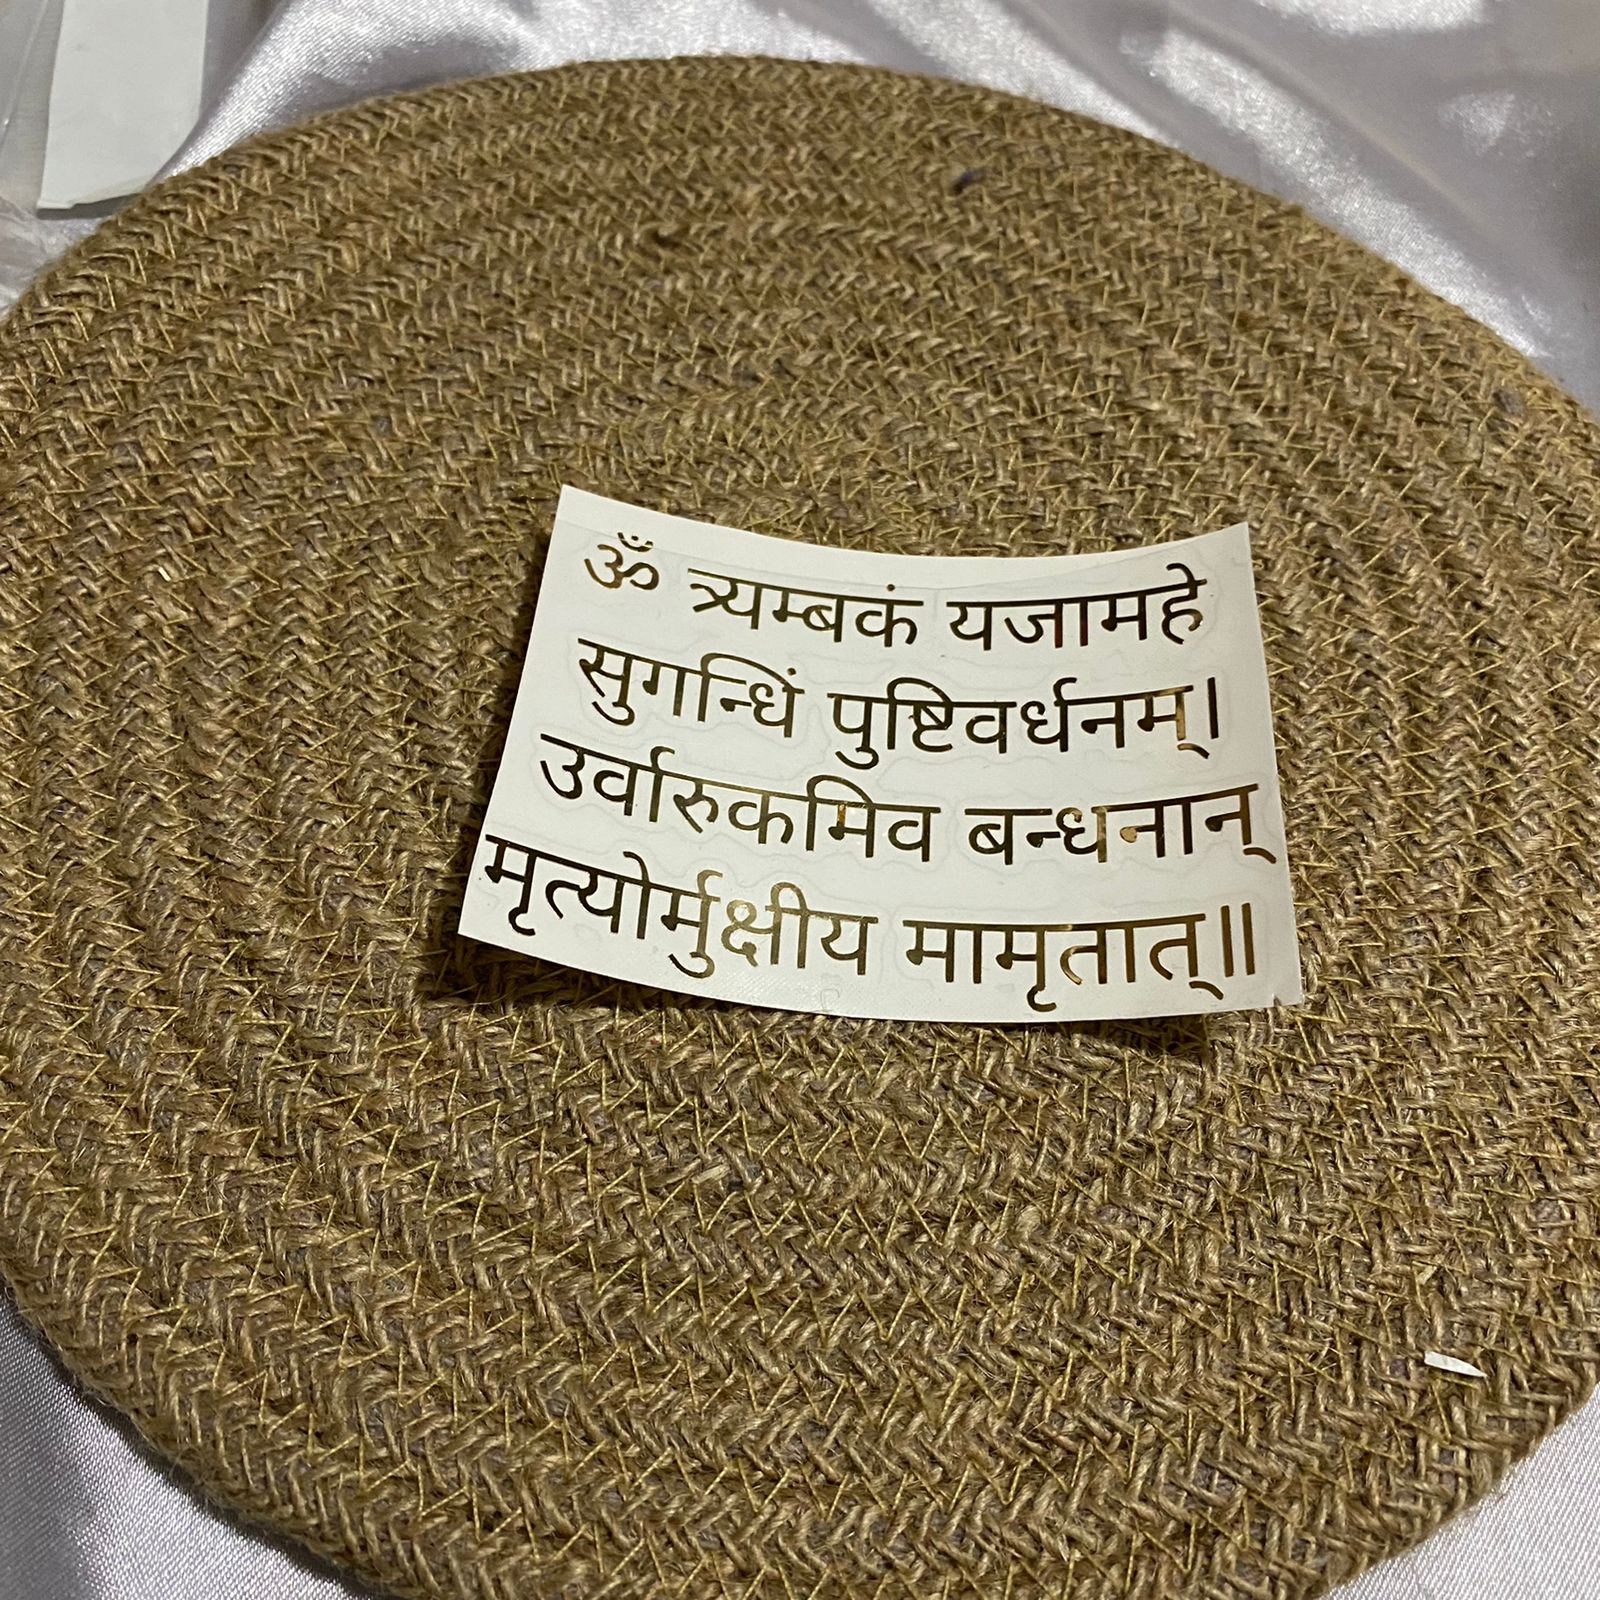 ॐ त्र्यम्बकं यजामहे
सुगन्धिं पुष्टिवर्धनम्।
उर्वारुकमिव बन्धनान्
मृत्योर्मुक्षीय मामृतात्॥